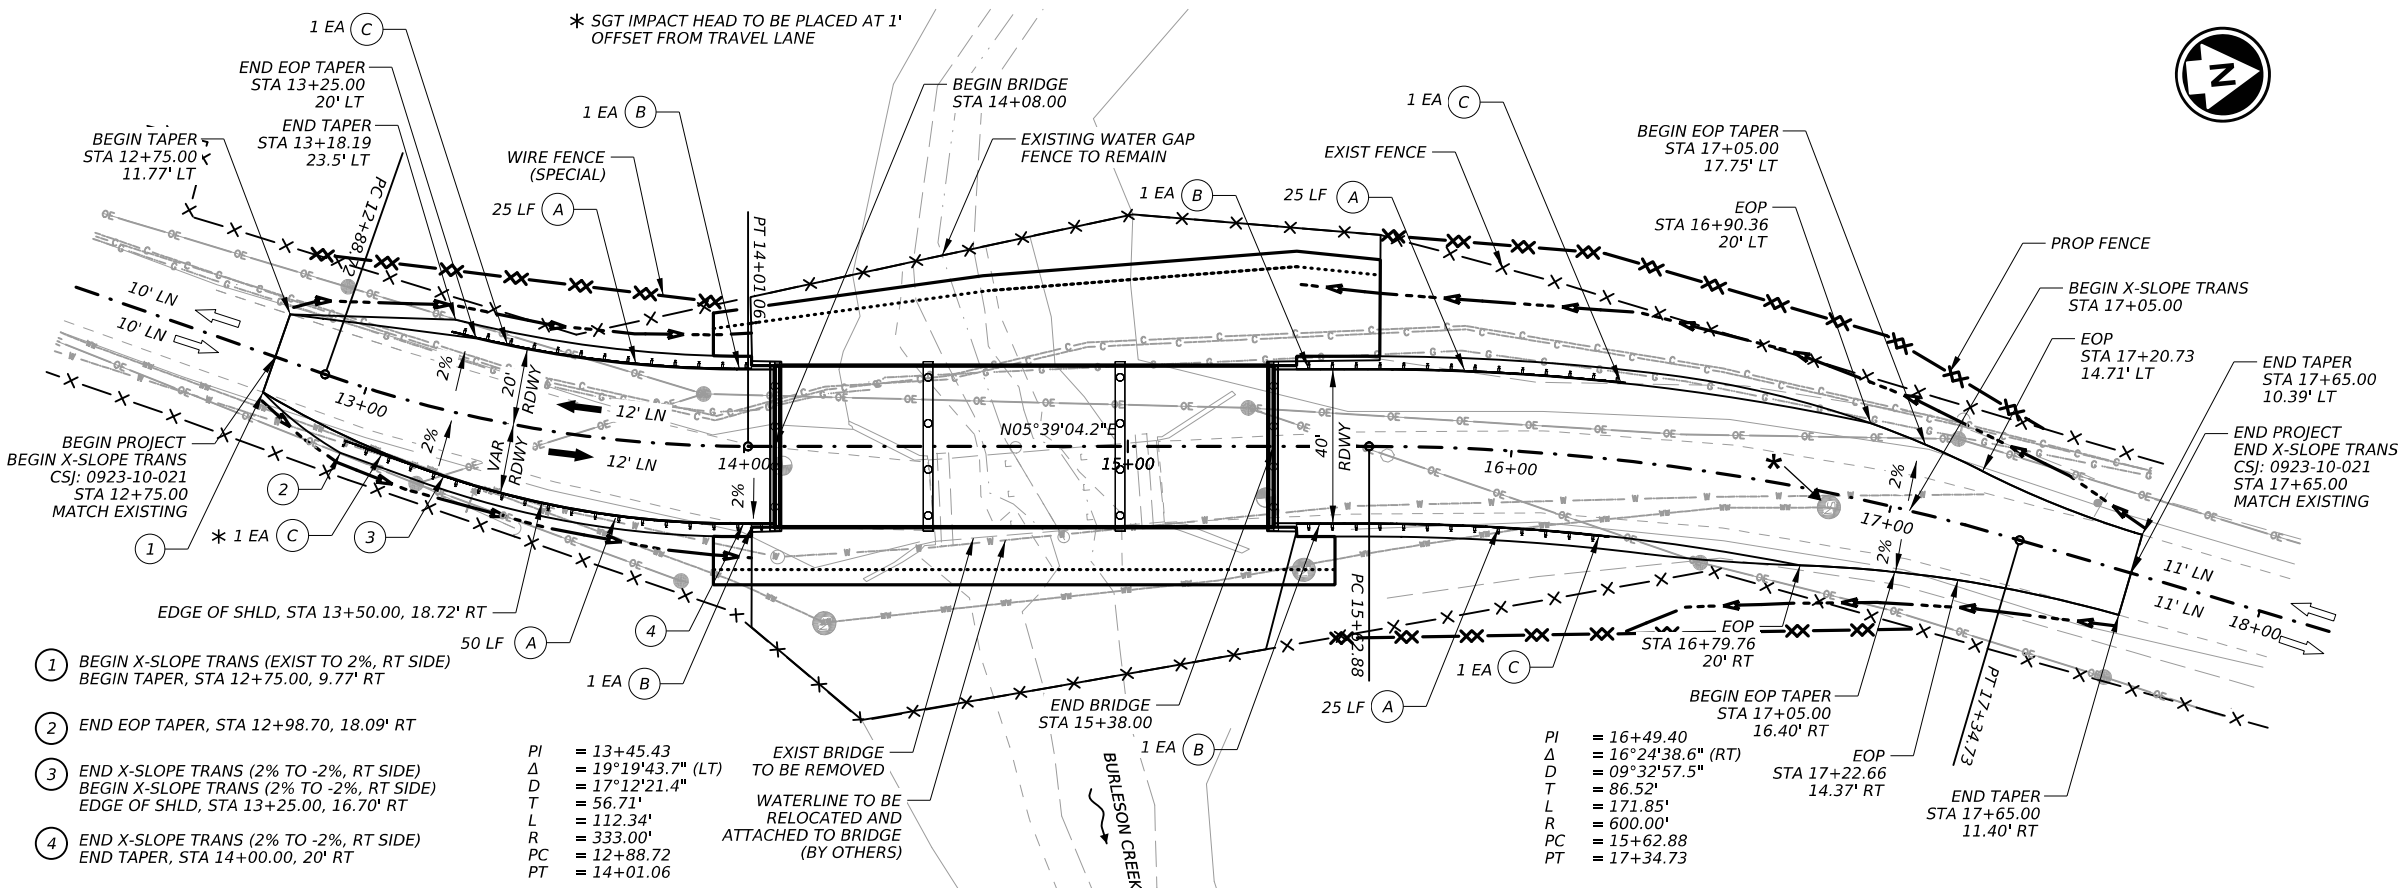 * SGT IMPACT HEAD TO BE PLACED AT 1'
OFFSET FROM TRAVEL LANE
1 EA C
END EOP TAPER
STA 13+25.00
20' LT
END TAPER
STA 13+18.19
23.5' LT
BEGIN TAPER
STA 12+75.00
11.77' LT
PC 12+88.72
1 EA B
WIRE FENCE
(SPECIAL)
25 LF A
PT 14+01.06
BEGIN BRIDGE
STA 14+08.00
EXISTING WATER GAP
FENCE TO REMAIN
1 EA B
25 LF A
EXIST FENCE
1 EA C
BEGIN EOP TAPER
STA 17+05.00
17.75' LT
EOP
STA 16+90.36
20' LT
PROP FENCE
BEGIN X-SLOPE TRANS
STA 17+05.00
EOP
STA 17+20.73
14.71' LT
END TAPER
STA 17+65.00
10.39' LT
END PROJECT
END X-SLOPE TRANS
CSJ: 0923-10-021
STA 17+65.00
MATCH EXISTING
N
10' LN
10' LN
13+00
2%
20'
RDWY
2%
VAR
RDWY
12' LN
12' LN
14+00
2%
N05°39'04.2"E
15+00
40'
RDWY
16+00
*
17+00
2%
2%
11' LN
11' LN
18+00
BEGIN PROJECT
BEGIN X-SLOPE TRANS
CSJ: 0923-10-021
STA 12+75.00
MATCH EXISTING
1
2
* 1 EA C
3
EDGE OF SHLD, STA 13+50.00, 18.72' RT
50 LF A
4
1 EA B
PC 15+62.88
END BRIDGE
STA 15+38.00
1 EA B
25 LF A
1 EA C
EOP
STA 16+79.76
20' RT
BEGIN EOP TAPER
STA 17+05.00
16.40' RT
EOP
STA 17+22.66
14.37' RT
END TAPER
STA 17+65.00
11.40' RT
PT 17+34.73
EXIST BRIDGE
TO BE REMOVED
WATERLINE TO BE
RELOCATED AND
ATTACHED TO BRIDGE
(BY OTHERS)
BURLESON CREEK
1 BEGIN X-SLOPE TRANS (EXIST TO 2%, RT SIDE)
BEGIN TAPER, STA 12+75.00, 9.77' RT
2 END EOP TAPER, STA 12+98.70, 18.09' RT
3 END X-SLOPE TRANS (2% TO -2%, RT SIDE)
BEGIN X-SLOPE TRANS (2% TO -2%, RT SIDE)
EDGE OF SHLD, STA 13+25.00, 16.70' RT
4 END X-SLOPE TRANS (2% TO -2%, RT SIDE)
END TAPER, STA 14+00.00, 20' RT
PI = 13+45.43
Δ = 19°19'43.7" (LT)
D = 17°12'21.4"
T = 56.71'
L = 112.34'
R = 333.00'
PC = 12+88.72
PT = 14+01.06
PI = 16+49.40
Δ = 16°24'38.6" (RT)
D = 09°32'57.5"
T = 86.52'
L = 171.85'
R = 600.00'
PC = 15+62.88
PT = 17+34.73